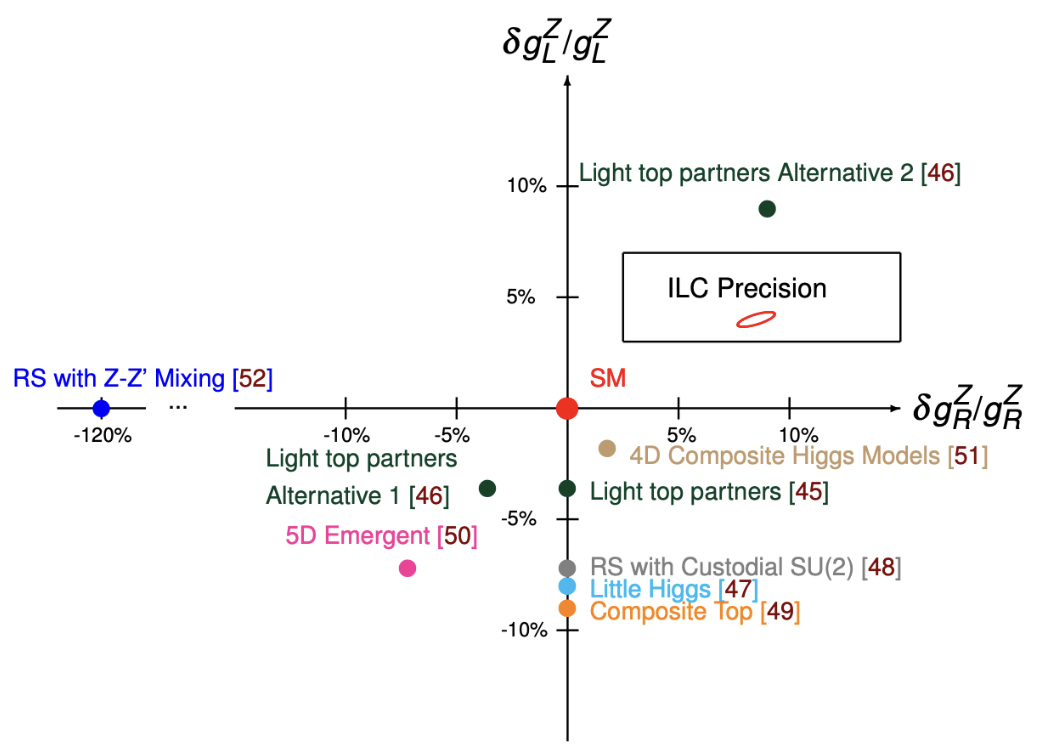 δg_L^Z/g_L^Z
Light top partners Alternative 2 [46]
10%
ILC Precision
5%
RS with Z-Z’ Mixing [52]
SM
...
δg_R^Z/g_R^Z
-120%
-10%
-5%
5%
10%
Light top partners
Alternative 1 [46]
4D Composite Higgs Models [51]
Light top partners [45]
-5%
5D Emergent [50]
RS with Custodial SU(2) [48]
Little Higgs [47]
Composite Top [49]
-10%